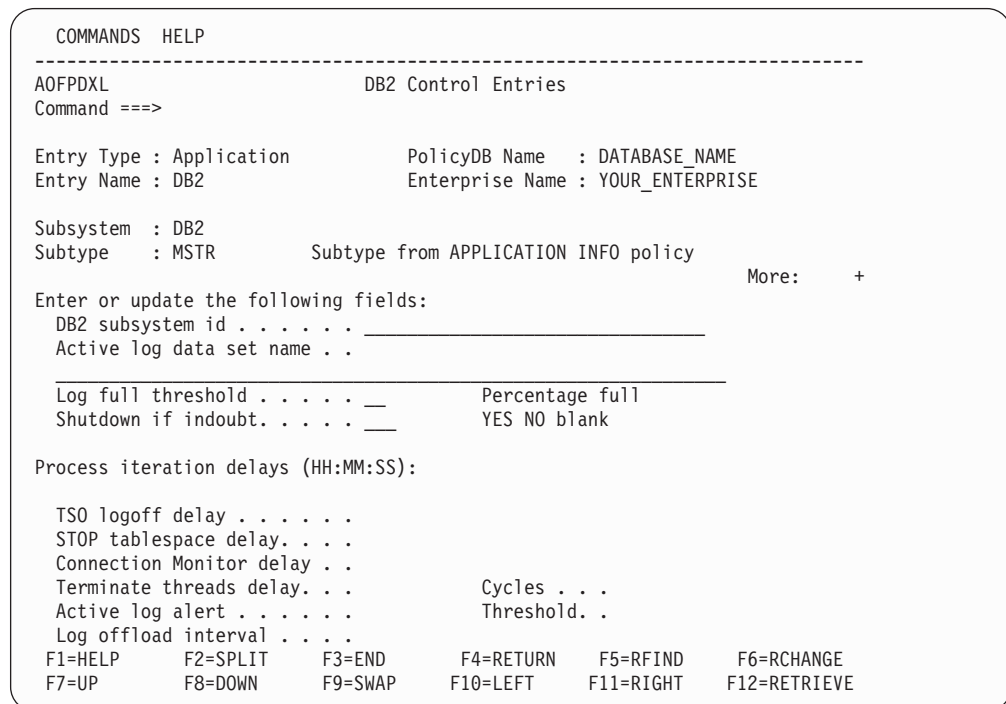 COMMANDS HELP
-------------------------------------------------------------------------------
AOFPDXL DB2 Control Entries
Command ===>
Entry Type : Application PolicyDB Name : DATABASE_NAME
Entry Name : DB2 Enterprise Name : YOUR_ENTERPRISE
Subsystem : DB2
Subtype : MSTR Subtype from APPLICATION INFO policy
More: +
Enter or update the following fields:
DB2 subsystem id . . . . . . ________________________________
Active log data set name . .
_______________________________________________________________
Log full threshold . . . . . __ Percentage full
Shutdown if indoubt. . . . . ___ YES NO blank
Process iteration delays (HH:MM:SS):
TSO logoff delay . . . . . .
STOP tablespace delay. . . .
Connection Monitor delay . .
Terminate threads delay. . . Cycles . . .
Active log alert . . . . . . Threshold. .
Log offload interval . . . .
F1=HELP F2=SPLIT F3=END F4=RETURN F5=RFIND F6=RCHANGE
F7=UP F8=DOWN F9=SWAP F10=LEFT F11=RIGHT F12=RETRIEVE